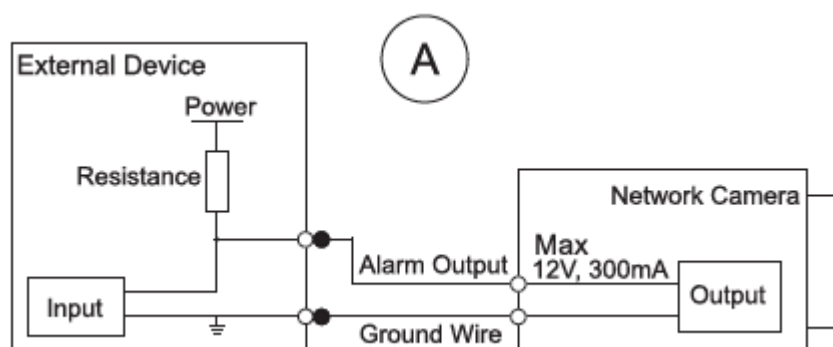 A
External Device
Power
Resistance
Network Camera
Alarm Output
Max
12V, 300mA
Input
Output
Ground Wire